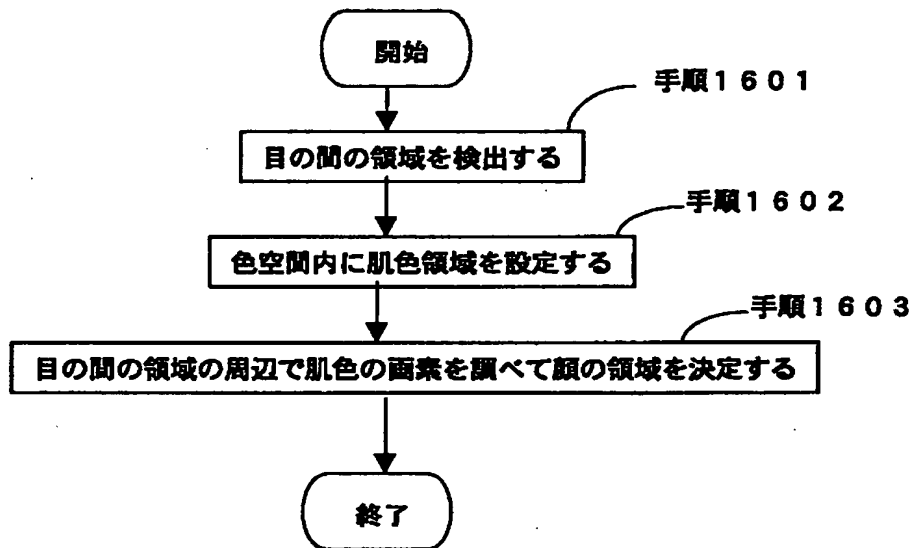 開始
手順1601
目の間の領域を検出する
手順1602
色空間内に肌色領域を設定する
手順1603
目の間の領域の周辺で肌色の画素を調べて顔の領域を決定する
終了